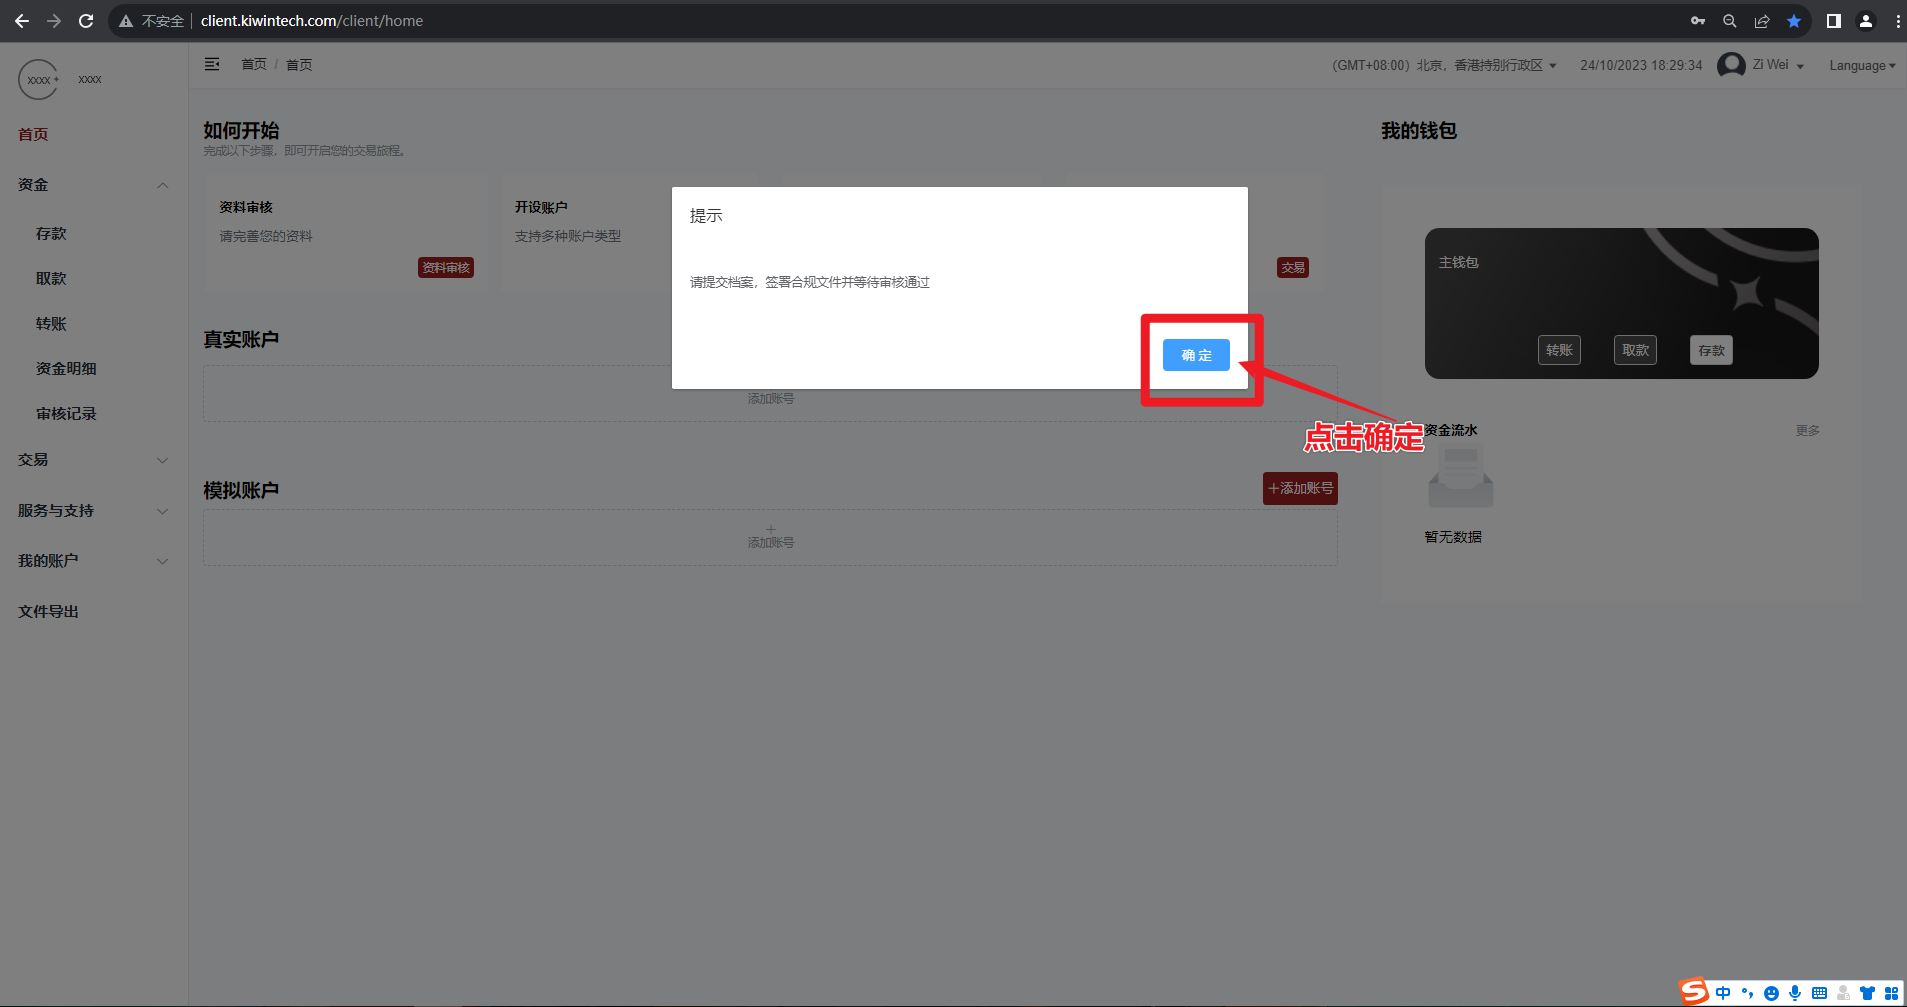 不安全 client.kiwintech.com/client/home
xxxx +
xxxx
首页 / 首页
(GMT+08:00) 北京，香港持别行政区
24/10/2023 18:29:34
Zi Wei
Language
首页
资金
存款
取款
转账
资金明细
审核记录
交易
服务与支持
我的账户
文件导出
如何开始
完成以下步骤，即可开启您的交易旅程。
资料审核
请完善您的资料
资料审核
开设账户
支持多种账户类型
交易
提示
请提交档案，签署合规文件并等待审核通过
确定
点击确定
真实账户
添加账号
模拟账户
+添加账号
+
添加账号
我的钱包
主钱包
转账
取款
存款
资金流水
更多
暂无数据
S 中